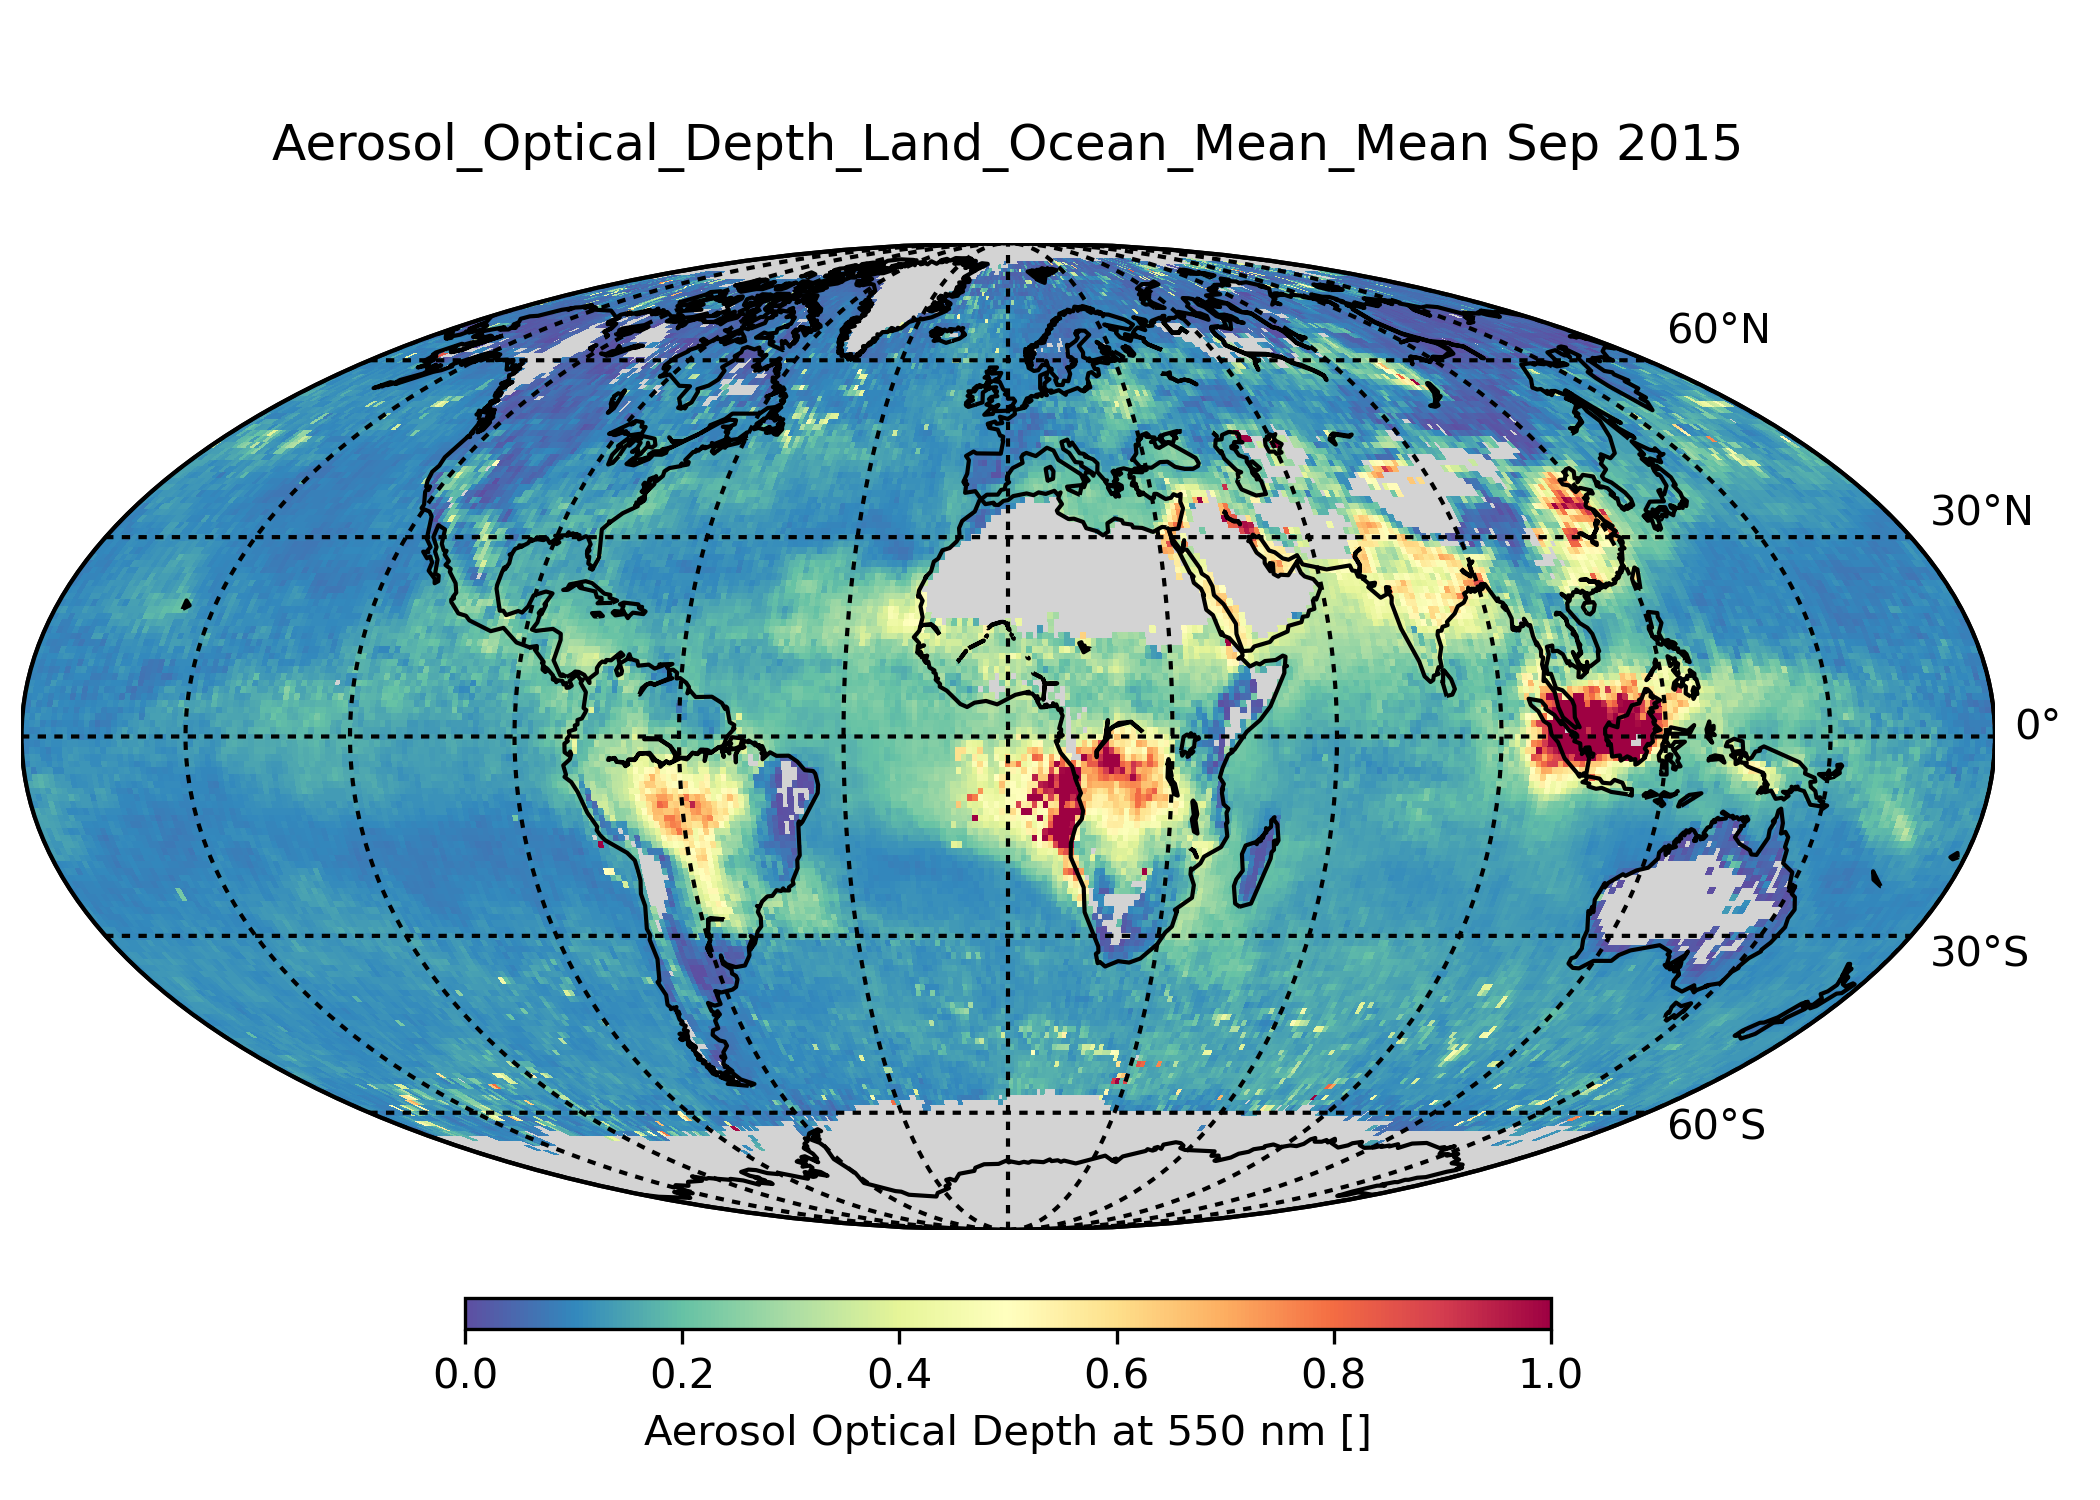 Aerosol_Optical_Depth_Land_Ocean_Mean_Mean Sep 2015
60°N
30°N
0°
30°S
60°S
0.0 0.2 0.4 0.6 0.8 1.0
Aerosol Optical Depth at 550 nm []